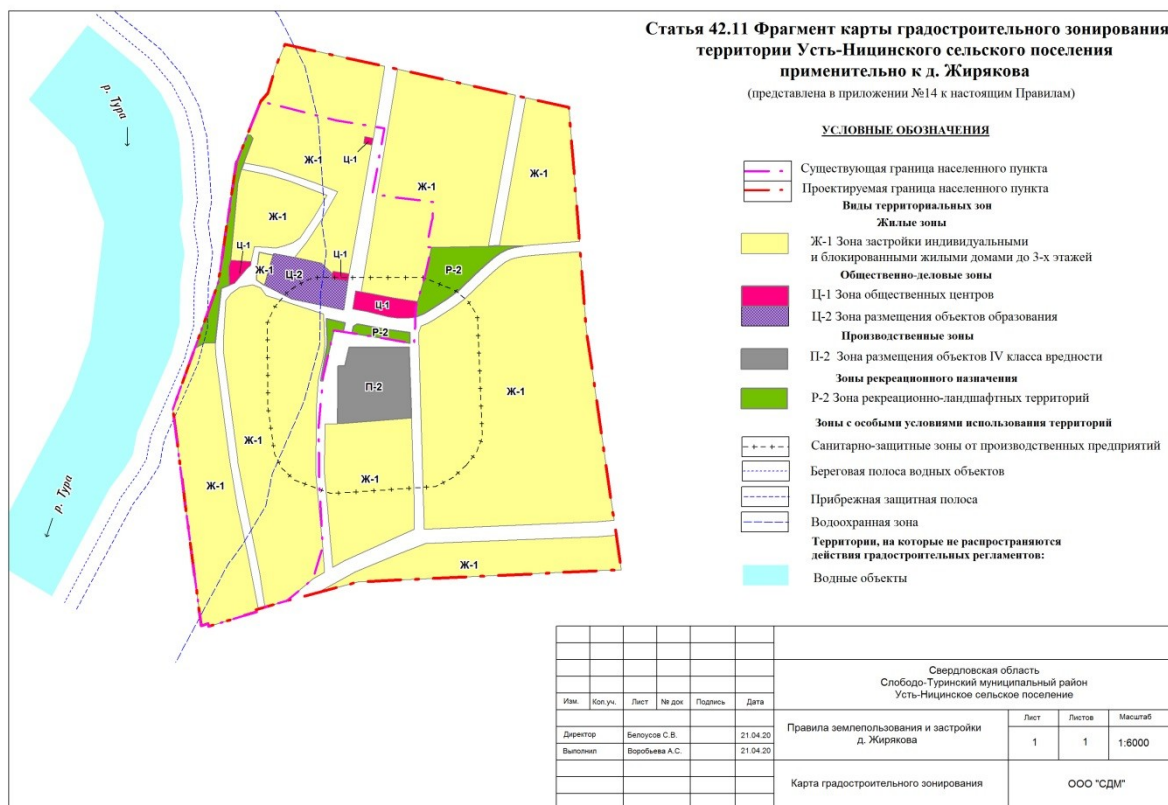 Статья 42.11 Фрагмент карты градостроительного зонирования
территории Усть-Ницинского сельского поселения
применительно к д. Жирякова
(представлена в приложении №14 к настоящим Правилам)
УСЛОВНЫЕ ОБОЗНАЧЕНИЯ
Существующая граница населенного пункта
Проектируемая граница населенного пункта
Виды территориальных зон
Жилые зоны
Ж-1 Зона застройки индивидуальными
и блокированными жилыми домами до 3-х этажей
Общественно-деловые зоны
Ц-1 Зона общественных центров
Ц-2 Зона размещения объектов образования
Производственные зоны
П-2 Зона размещения объектов IV класса вредности
Зоны рекреационного назначения
Р-2 Зона рекреационно-ландшафтных территорий
Зоны с особыми условиями использования территорий
Санитарно-защитные зоны от производственных предприятий
Береговая полоса водных объектов
Прибрежная защитная полоса
Водоохранная зона
Территории, на которые не распространяются
действия градостроительных регламентов:
Водные объекты
р. Тура
Ц-1
Ж-1
Ж-1
Ж-1
Ж-1
Ц-1
Ц-1
Ж-1
Ц-2
Р-2
Ц-1
Р-2
П-2
Ж-1
Ж-1
Ж-1
Ж-1
р. Тура
Ж-1
Свердловская область
Слободо-Туринский муниципальный район
Усть-Ницинское сельское поселение
Изм. Кол.уч. Лист № док Подпись Дата
Правила землепользования и застройки
д. Жирякова
Лист Листов Масштаб
1 1 1:6000
Директор Белоусов С.В. 21.04.20
Выполнил Воробьева А.С. 21.04.20
Карта градостроительного зонирования
ООО "СДМ"